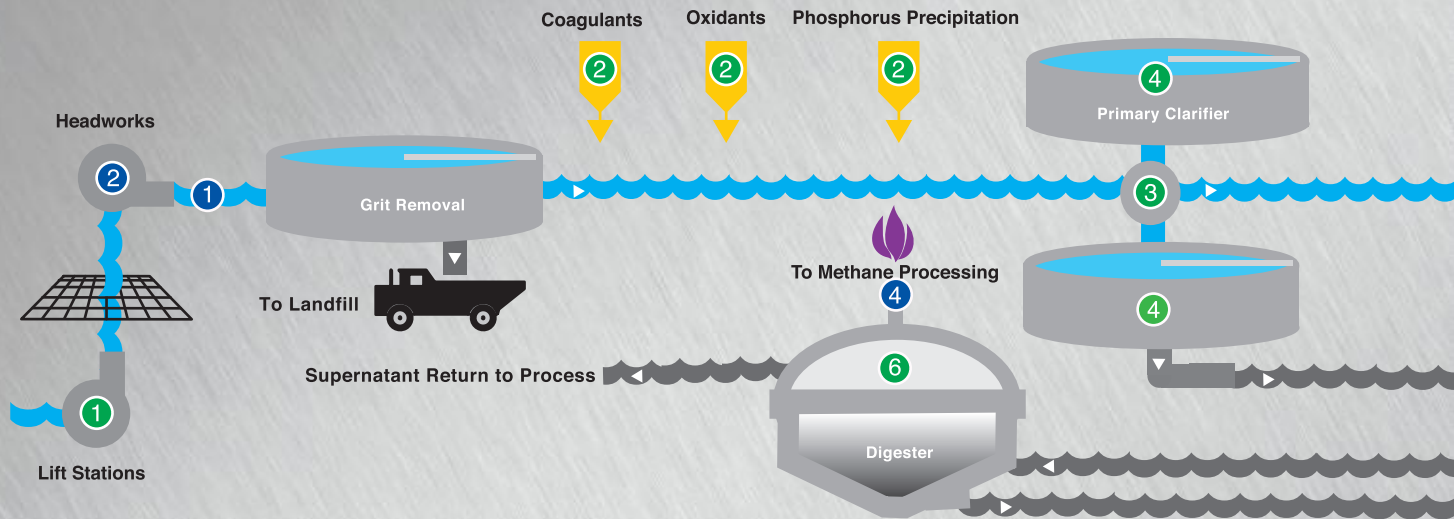 Coagulants
Oxidants
Phosphorus Precipitation
2
2
2
4
Primary Clarifier
Headworks
2
1
Grit Removal
3
To Methane Processing
4
To Landfill
4
Supernatant Return to Process
6
1
Digester
Lift Stations